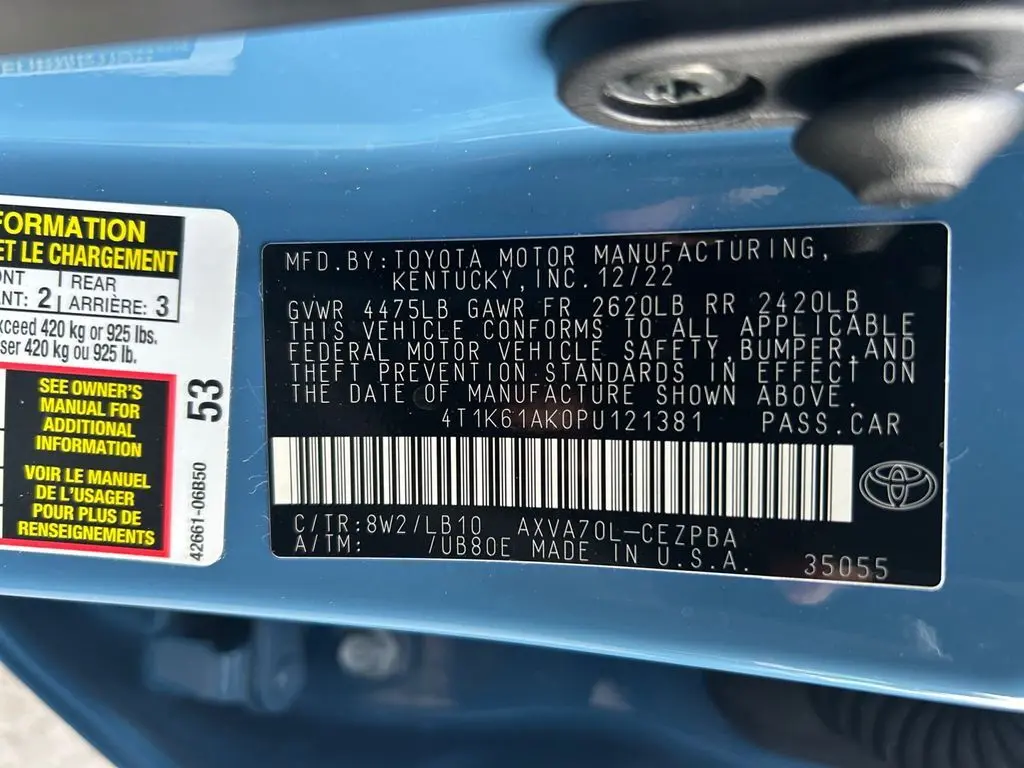 FORMATION
ET LE CHARGEMENT
REAR
ANT: 2 ARRIÈRE: 3
xceed 420 kg or 925 lbs.
ser 420 kg ou 925 lb.
SEE OWNER'S
MANUAL FOR
ADDITIONAL
INFORMATION
VOIR LE MANUEL
DE L'USAGER
POUR PLUS DE
RENSEIGNEMENTS
53
42661-06B50
MFD.BY:TOYOTA MOTOR MANUFACTURING,
KENTUCKY,INC.12/22
GVWR 4475LB GAWR FR 2620LB RR 2420LB
THIS VEHICLE CONFORMS TO ALL APPLICABLE
FEDERAL MOTOR VEHICLE SAFETY,BUMPER,AND
THEFT PREVENTION STANDARDS IN EFFECT ON
THE DATE OF MANUFACTURE SHOWN ABOVE.
4T1K61AK0PU121381 PASS.CAR
C/TR:8W2/LB10 AXVA70L-CEZPBA
A/TM: /UB80E MADE IN U.S.A. 35055